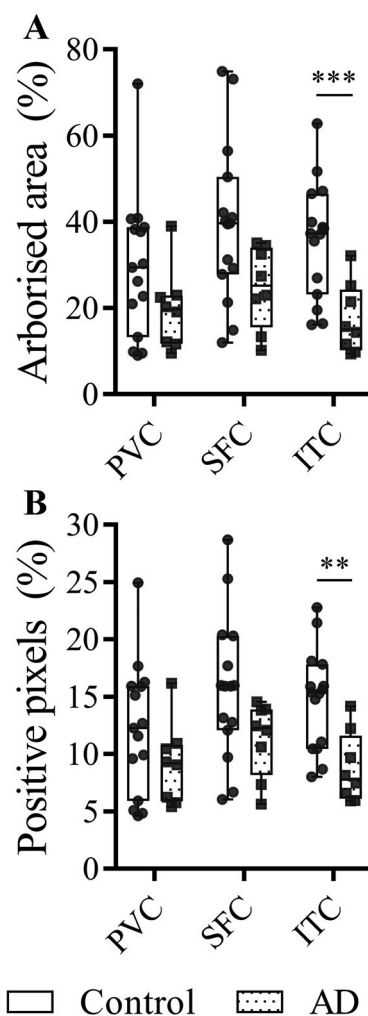 A
Arborised area (%)
80
60
40
20
0
***
PVC
SFC
ITC
B
Positive pixels (%)
30
25
20
15
10
5
0
**
PVC
SFC
ITC
Control
AD